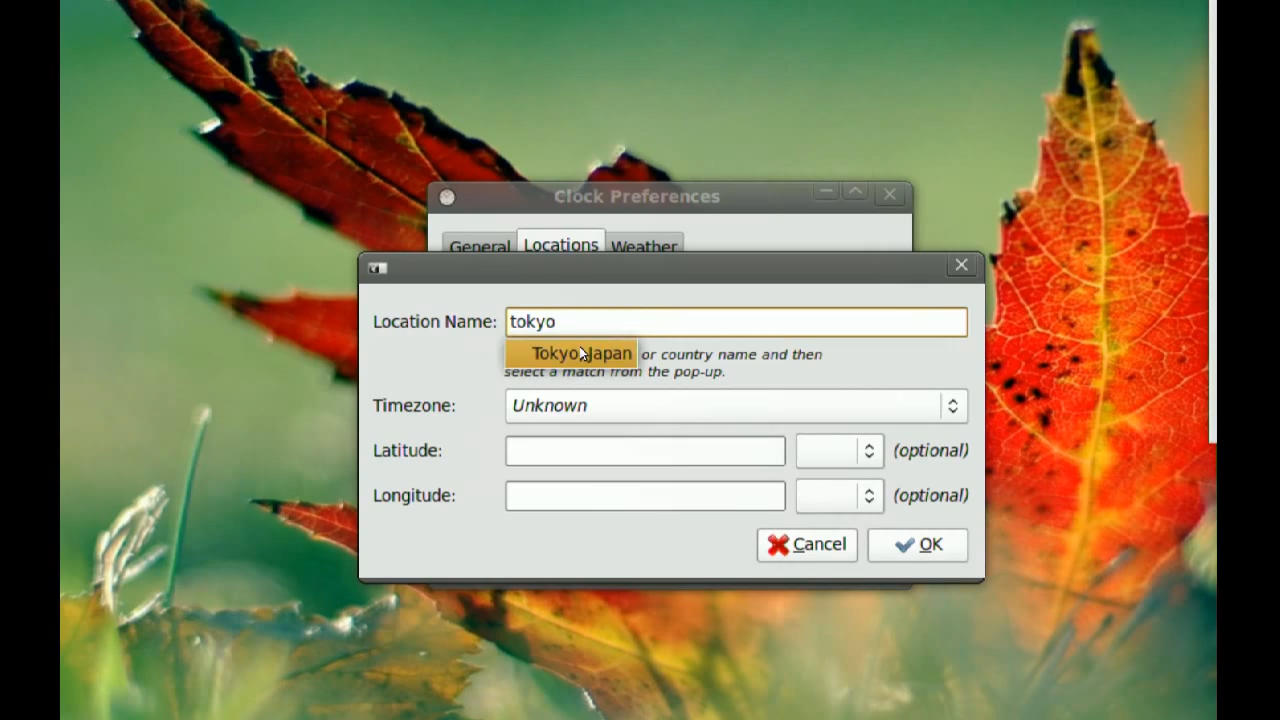 Clock Preferences
General Locations Weather
Location Name: tokyo
Tokyo, Japan or country name and then
select a match from the pop-up.
Timezone: Unknown
Latitude: (optional)
Longitude: (optional)
Cancel OK